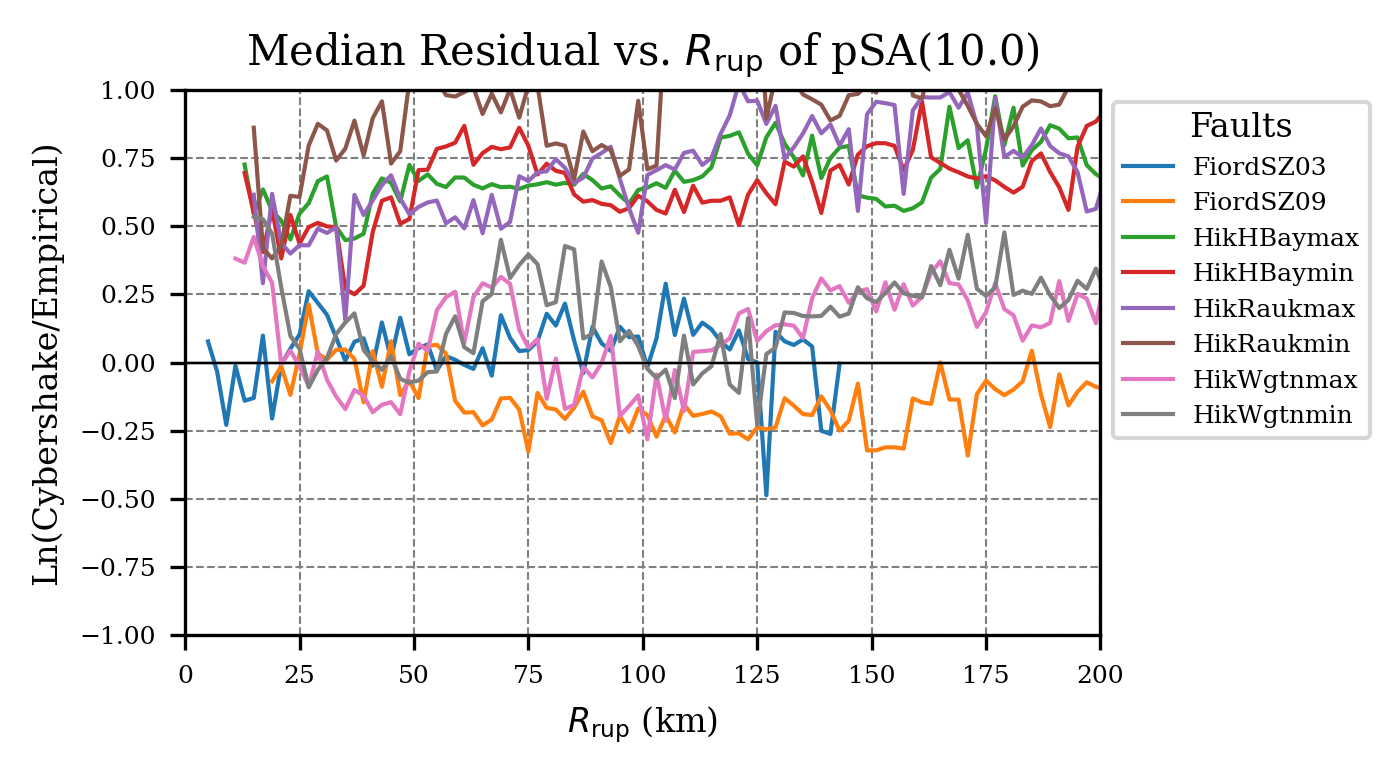 Median Residual vs. R_rup of pSA(10.0)
Ln(Cybershake/Empirical)
1.00
0.75
0.50
0.25
0.00
−0.25
−0.50
−0.75
−1.00
0 25 50 75 100 125 150 175 200
R_rup (km)
Faults
FiordSZ03
FiordSZ09
HikHBaymax
HikHBaymin
HikRaukmax
HikRaukmin
HikWgtnmax
HikWgtnmin